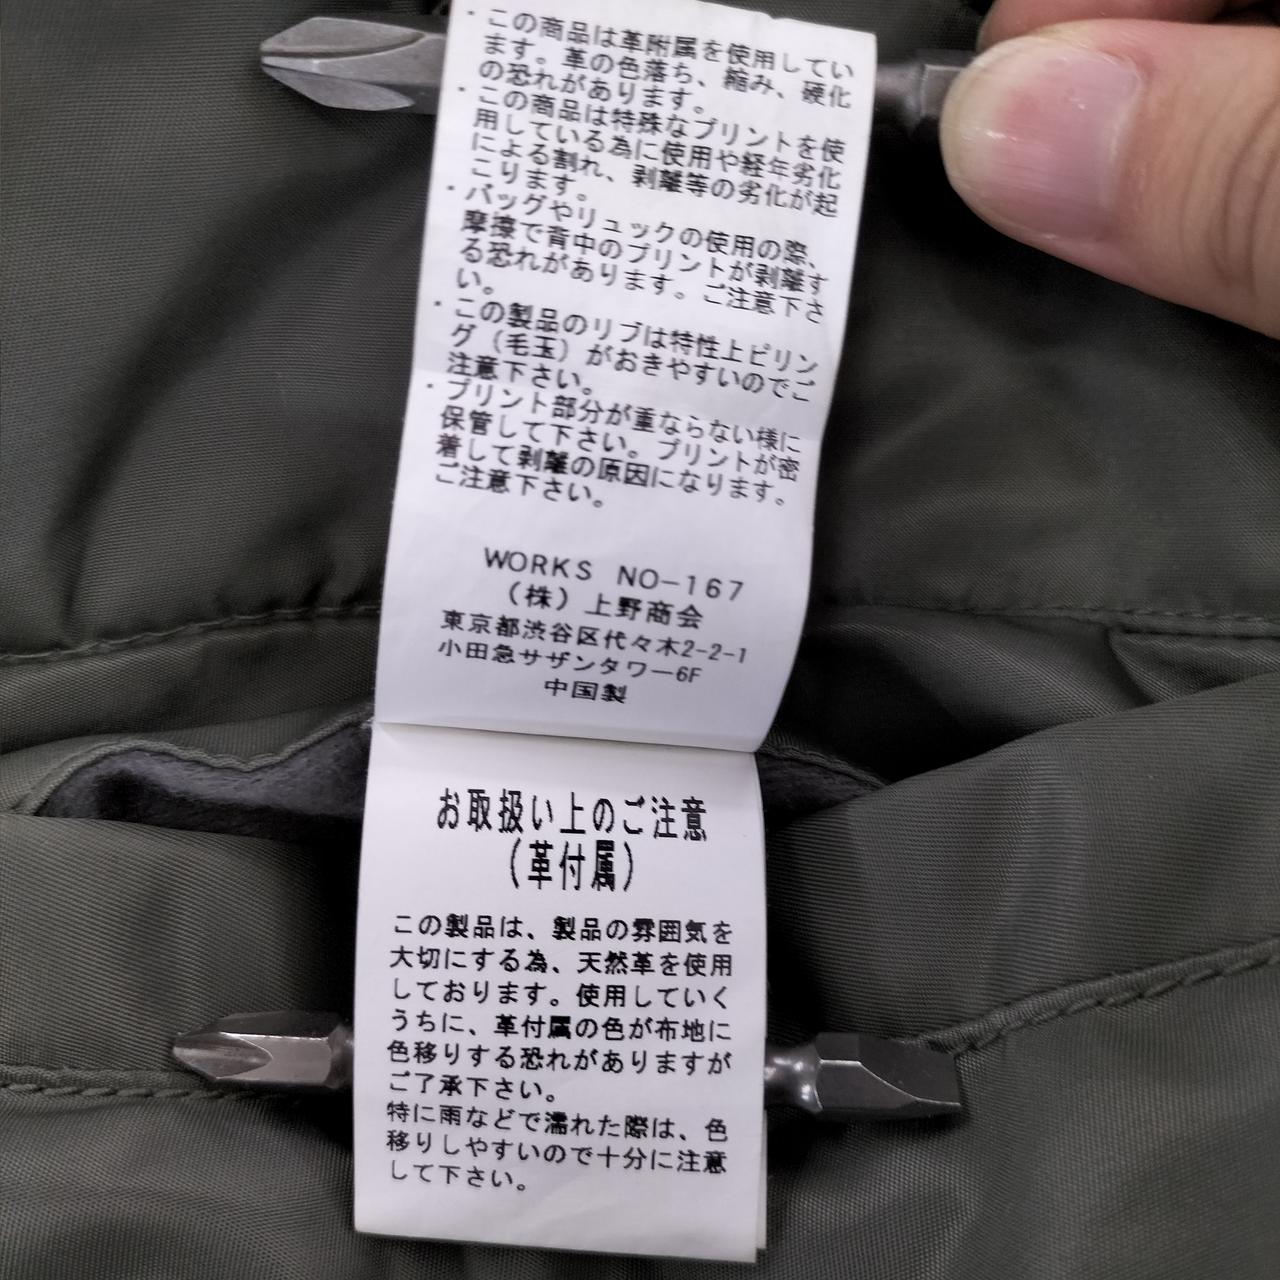 ・この商品は革附属を使用してい
ます。革の色落ち、縮み、硬化
の恐れがあります。
・この商品は特殊なプリントを使
用している為に使用や経年劣化
による割れ、剥離等の劣化が起
こります。
・バッグやリュックの使用の際、
摩擦で背中のプリントが剥離す
る恐れがあります。ご注意下さ
い。
・この製品のリブは特性上ピリン
グ（毛玉）がおきやすいのでご
注意下さい。
・プリント部分が重ならない様に
保管して下さい。プリントが密
着して剥離の原因になります。
ご注意下さい。
WORKS NO-167
（株）上野商会
東京都渋谷区代々木2-2-1
小田急サザンタワー6F
中国製
お取扱い上のご注意
（革付属）
この製品は、製品の雰囲気を
大切にする為、天然革を使用
しております。使用していく
うちに、革付属の色が布地に
色移りする恐れがありますが
ご了承下さい。
特に雨などで濡れた際は、色
移りしやすいので十分に注意
して下さい。